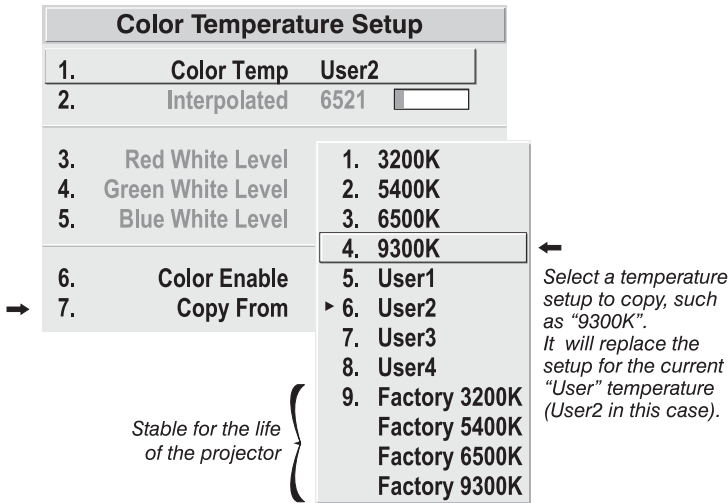 Color Temperature Setup
1. Color Temp User2
2. Interpolated 6521
3. Red White Level
4. Green White Level
5. Blue White Level
6. Color Enable
7. Copy From
1. 3200K
2. 5400K
3. 6500K
4. 9300K
5. User1
6. User2
7. User3
8. User4
9. Factory 3200K
Factory 5400K
Factory 6500K
Factory 9300K
Select a temperature
setup to copy, such
as “9300K”.
It will replace the
setup for the current
“User” temperature
(User2 in this case).
Stable for the life
of the projector